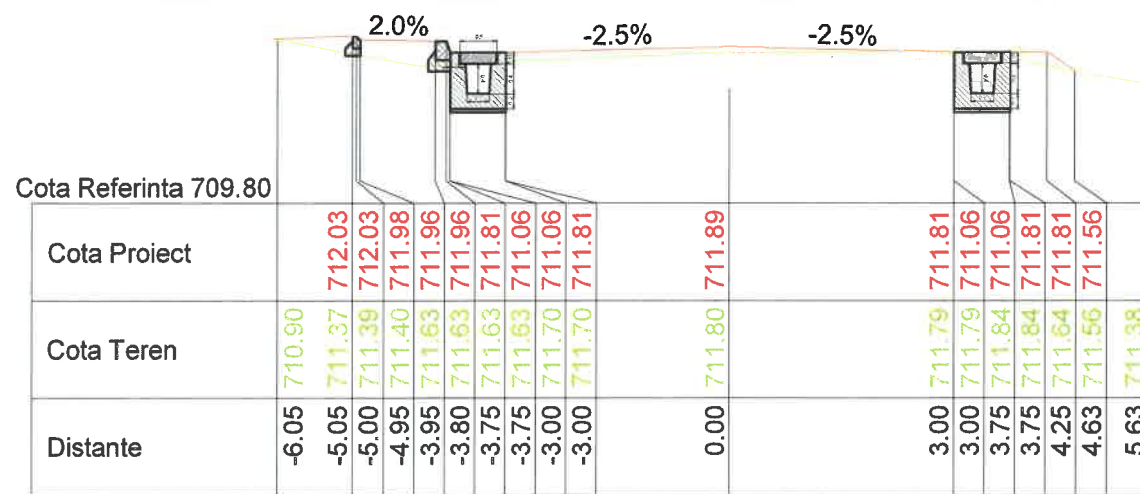 2.0%
-2.5%
-2.5%
Cota Referinta 709.80
Cota Proiect
712.03 712.03 711.98 711.96 711.96 711.81 711.06 711.06 711.81 711.89 711.81 711.06 711.06 711.81 711.81 711.56
Cota Teren
710.90 711.37 711.39 711.40 711.63 711.63 711.63 711.63 711.70 711.70 711.80 711.79 711.79 711.84 711.84 711.64 711.56 711.38
Distante
-6.05 -5.05 -5.00 -4.95 -3.95 -3.80 -3.75 -3.75 -3.00 -3.00 0.00 3.00 3.00 3.75 3.75 4.25 4.63 5.63